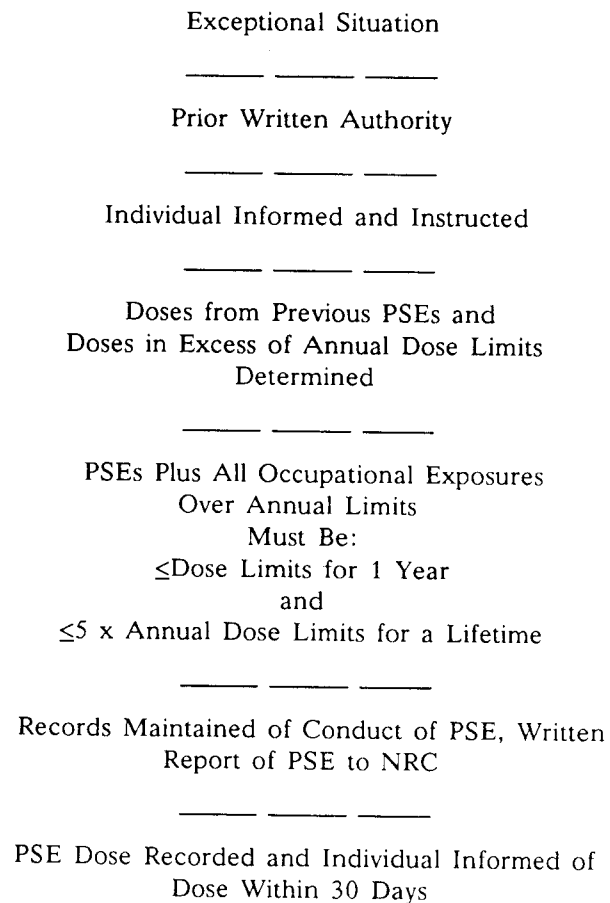 Exceptional Situation
Prior Written Authority
Individual Informed and Instructed
Doses from Previous PSEs and
Doses in Excess of Annual Dose Limits
Determined
PSEs Plus All Occupational Exposures
Over Annual Limits
Must Be:
≤Dose Limits for 1 Year
and
≤5 x Annual Dose Limits for a Lifetime
Records Maintained of Conduct of PSE, Written
Report of PSE to NRC
PSE Dose Recorded and Individual Informed of
Dose Within 30 Days